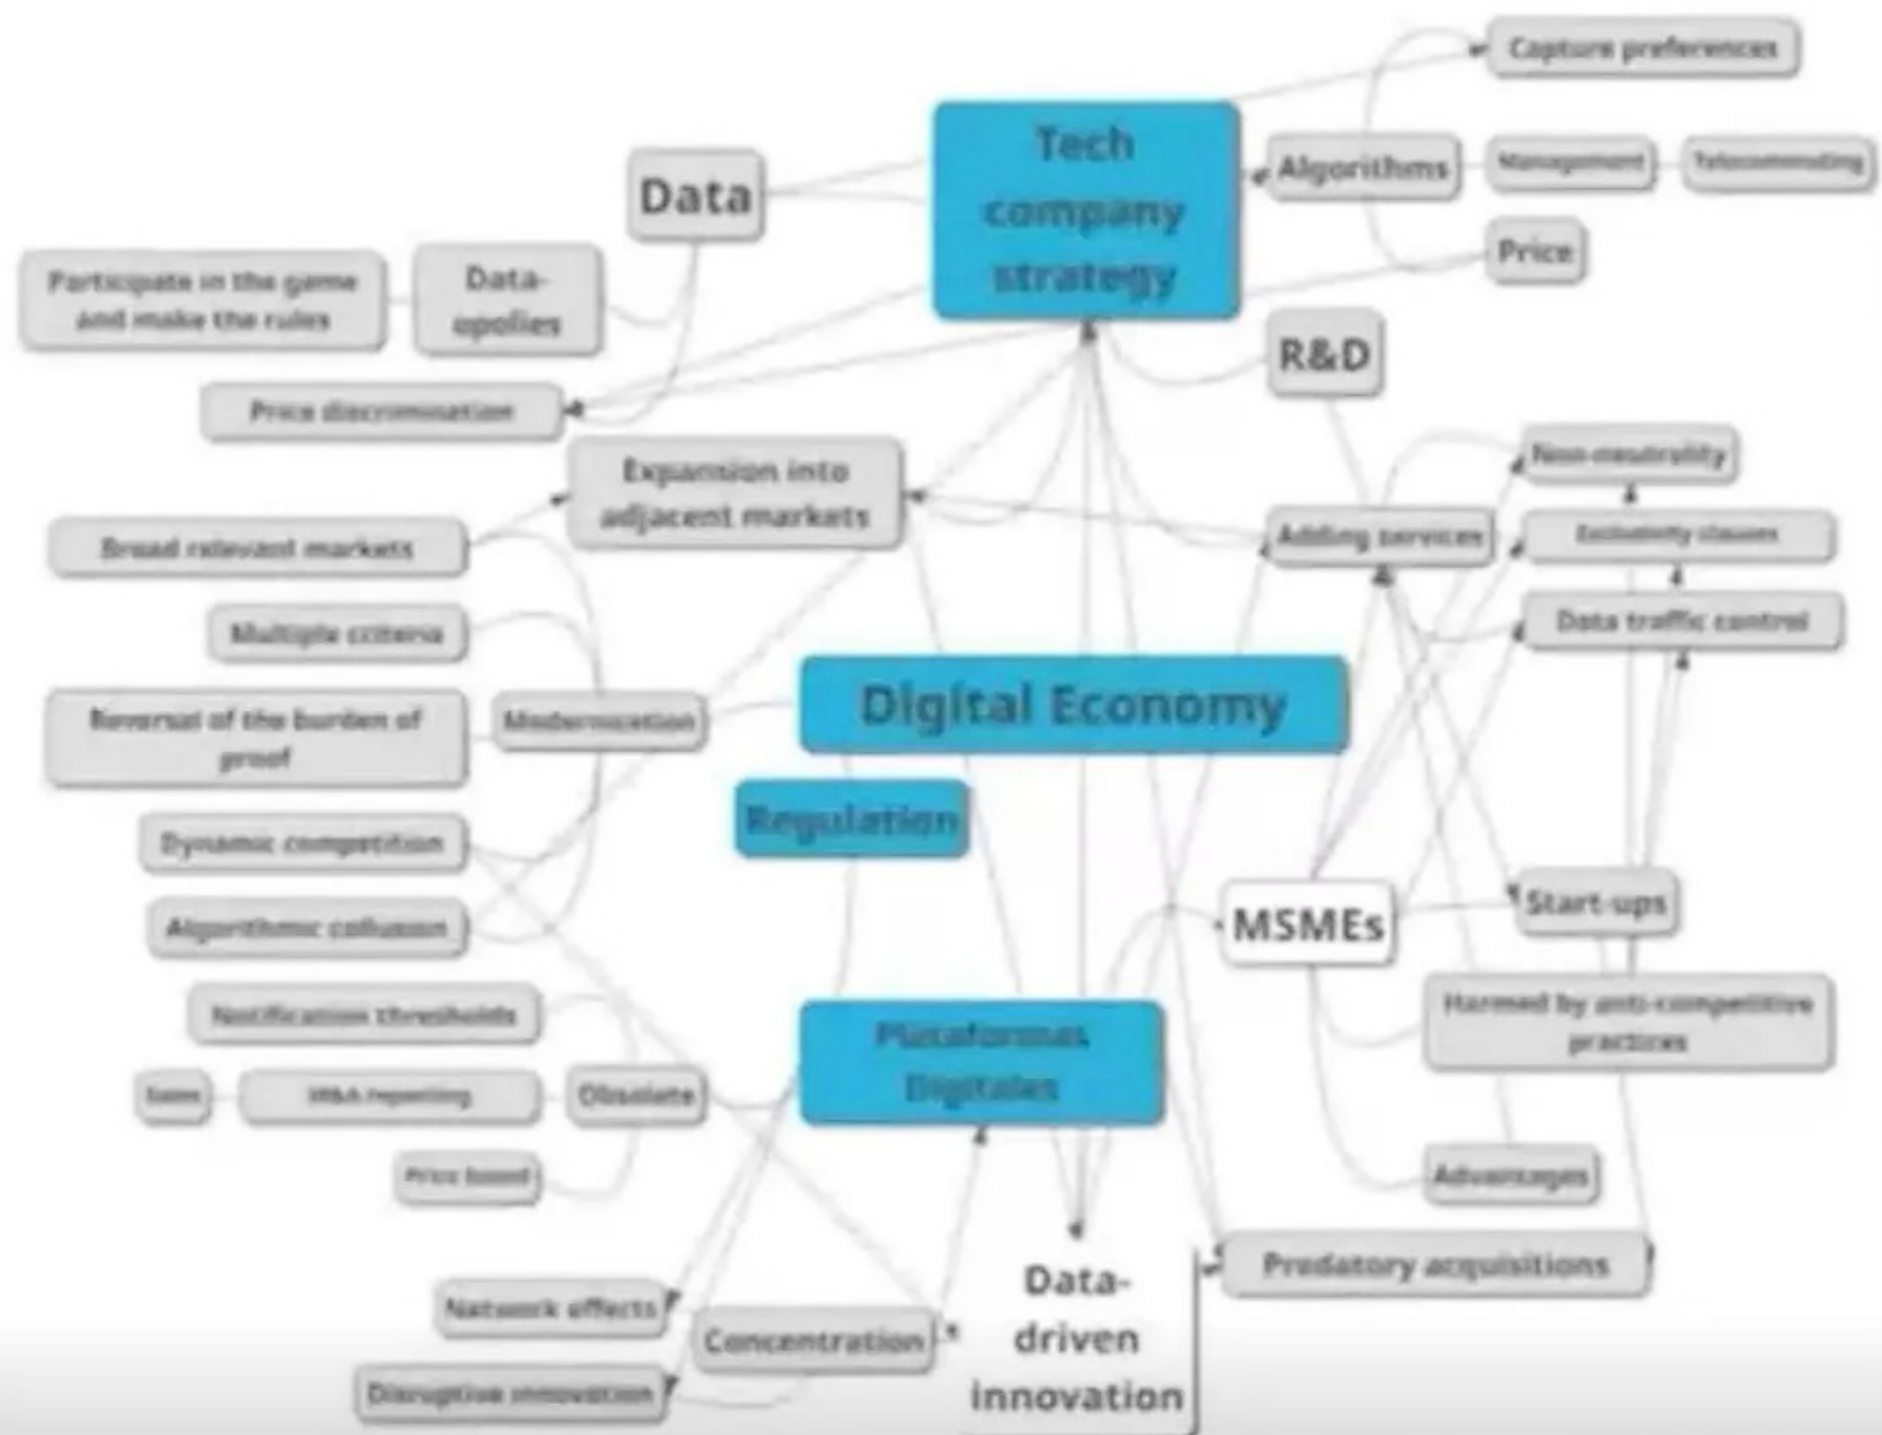 Capture preferences
Tech
company
strategy
Data
Algorithms
Management
Telecommuting
Price
Participate in the game
and make the rules
Data-
opolies
R&D
Price discrimination
Expansion into
adjacent markets
Non-neutrality
Broad relevant markets
Adding services
Exclusivity clauses
Multiple criteria
Data traffic control
Reversal of the burden of
proof
Modernization
Digital Economy
Regulation
Dynamic competition
Algorithmic collusion
MSMEs
Start-ups
Notification thresholds
Plataformas
Digitales
Harmed by anti-competitive
practices
Sales
M&A reporting
Obsolete
Price based
Advantages
Predatory acquisitions
Network effects
Concentration
Data-
driven
innovation
Disruptive innovation